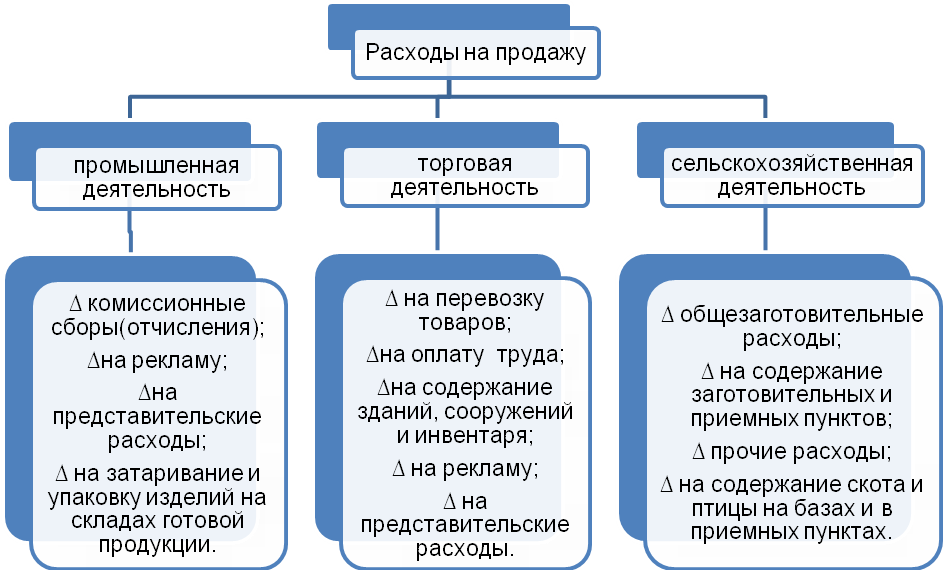 Расходы на продажу
промышленная
деятельность
торговая
деятельность
сельскохозяйственная
деятельность
∆ комиссионные
сборы(отчисления);
∆на рекламу;
∆на
представительские
расходы;
∆ на затаривание и
упаковку изделий на
складах готовой
продукции.
∆ на перевозку
товаров;
∆на оплату труда;
∆на содержание
зданий, сооружений
и инвентаря;
∆ на рекламу;
∆ на
представительские
расходы.
∆ общезаготовительные
расходы;
∆ на содержание
заготовительных и
приемных пунктов;
∆ прочие расходы;
∆ на содержание скота и
птицы на базах и в
приемных пунктах.